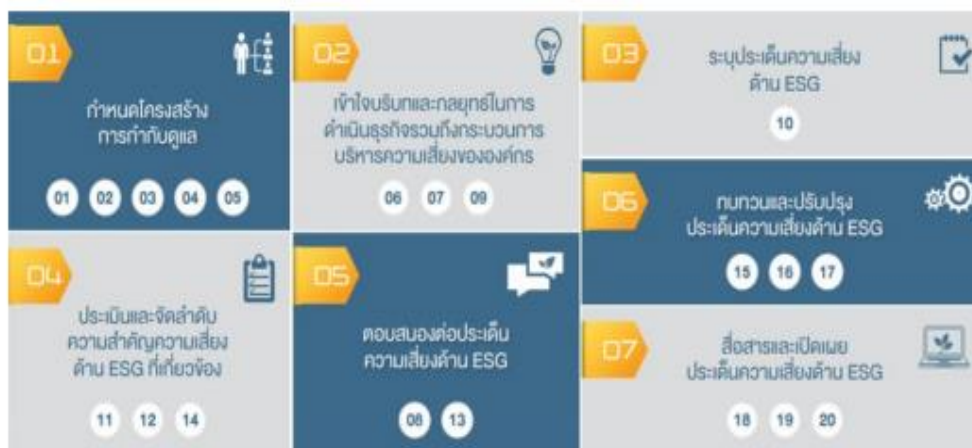 01
กำหนดโครงสร้าง
การกำกับดูแล
01 02 03 04 05
02
เข้าใจบริบทและกลยุทธ์ในการ
ดำเนินธุรกิจรวมถึงกระบวนการ
บริหารความเสี่ยงขององค์กร
06 07 09
03
ระบุประเด็นความเสี่ยง
ด้าน ESG
10
04
ประเมินและจัดลำดับ
ความสำคัญความเสี่ยง
ด้าน ESG ที่เกี่ยวข้อง
11 12 14
05
ตอบสนองต่อประเด็น
ความเสี่ยงด้าน ESG
08 13
06
ทบทวนและปรับปรุง
ประเด็นความเสี่ยงด้าน ESG
15 16 17
07
สื่อสารและเปิดเผย
ประเด็นความเสี่ยงด้าน ESG
18 19 20